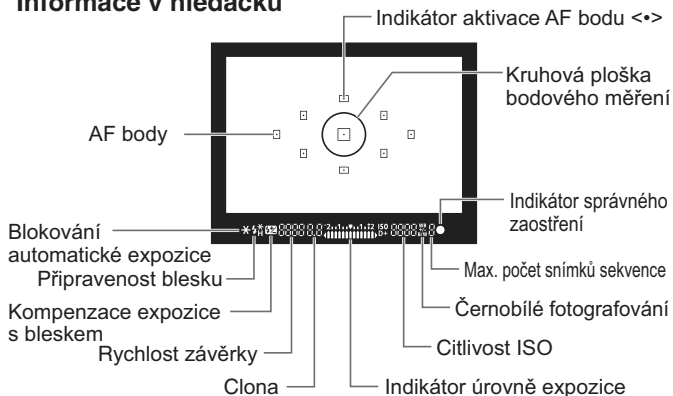 Informace v hledáčku
Indikátor aktivace AF bodu <•>
Kruhová ploška
bodového měření
AF body
Indikátor správného
zaostření
Blokování
automatické expozice
Max. počet snímků sekvence
Připravenost blesku
Černobílé fotografování
Kompenzace expozice
s bleskem
Citlivost ISO
Rychlost závěrky
Clona
Indikátor úrovně expozice